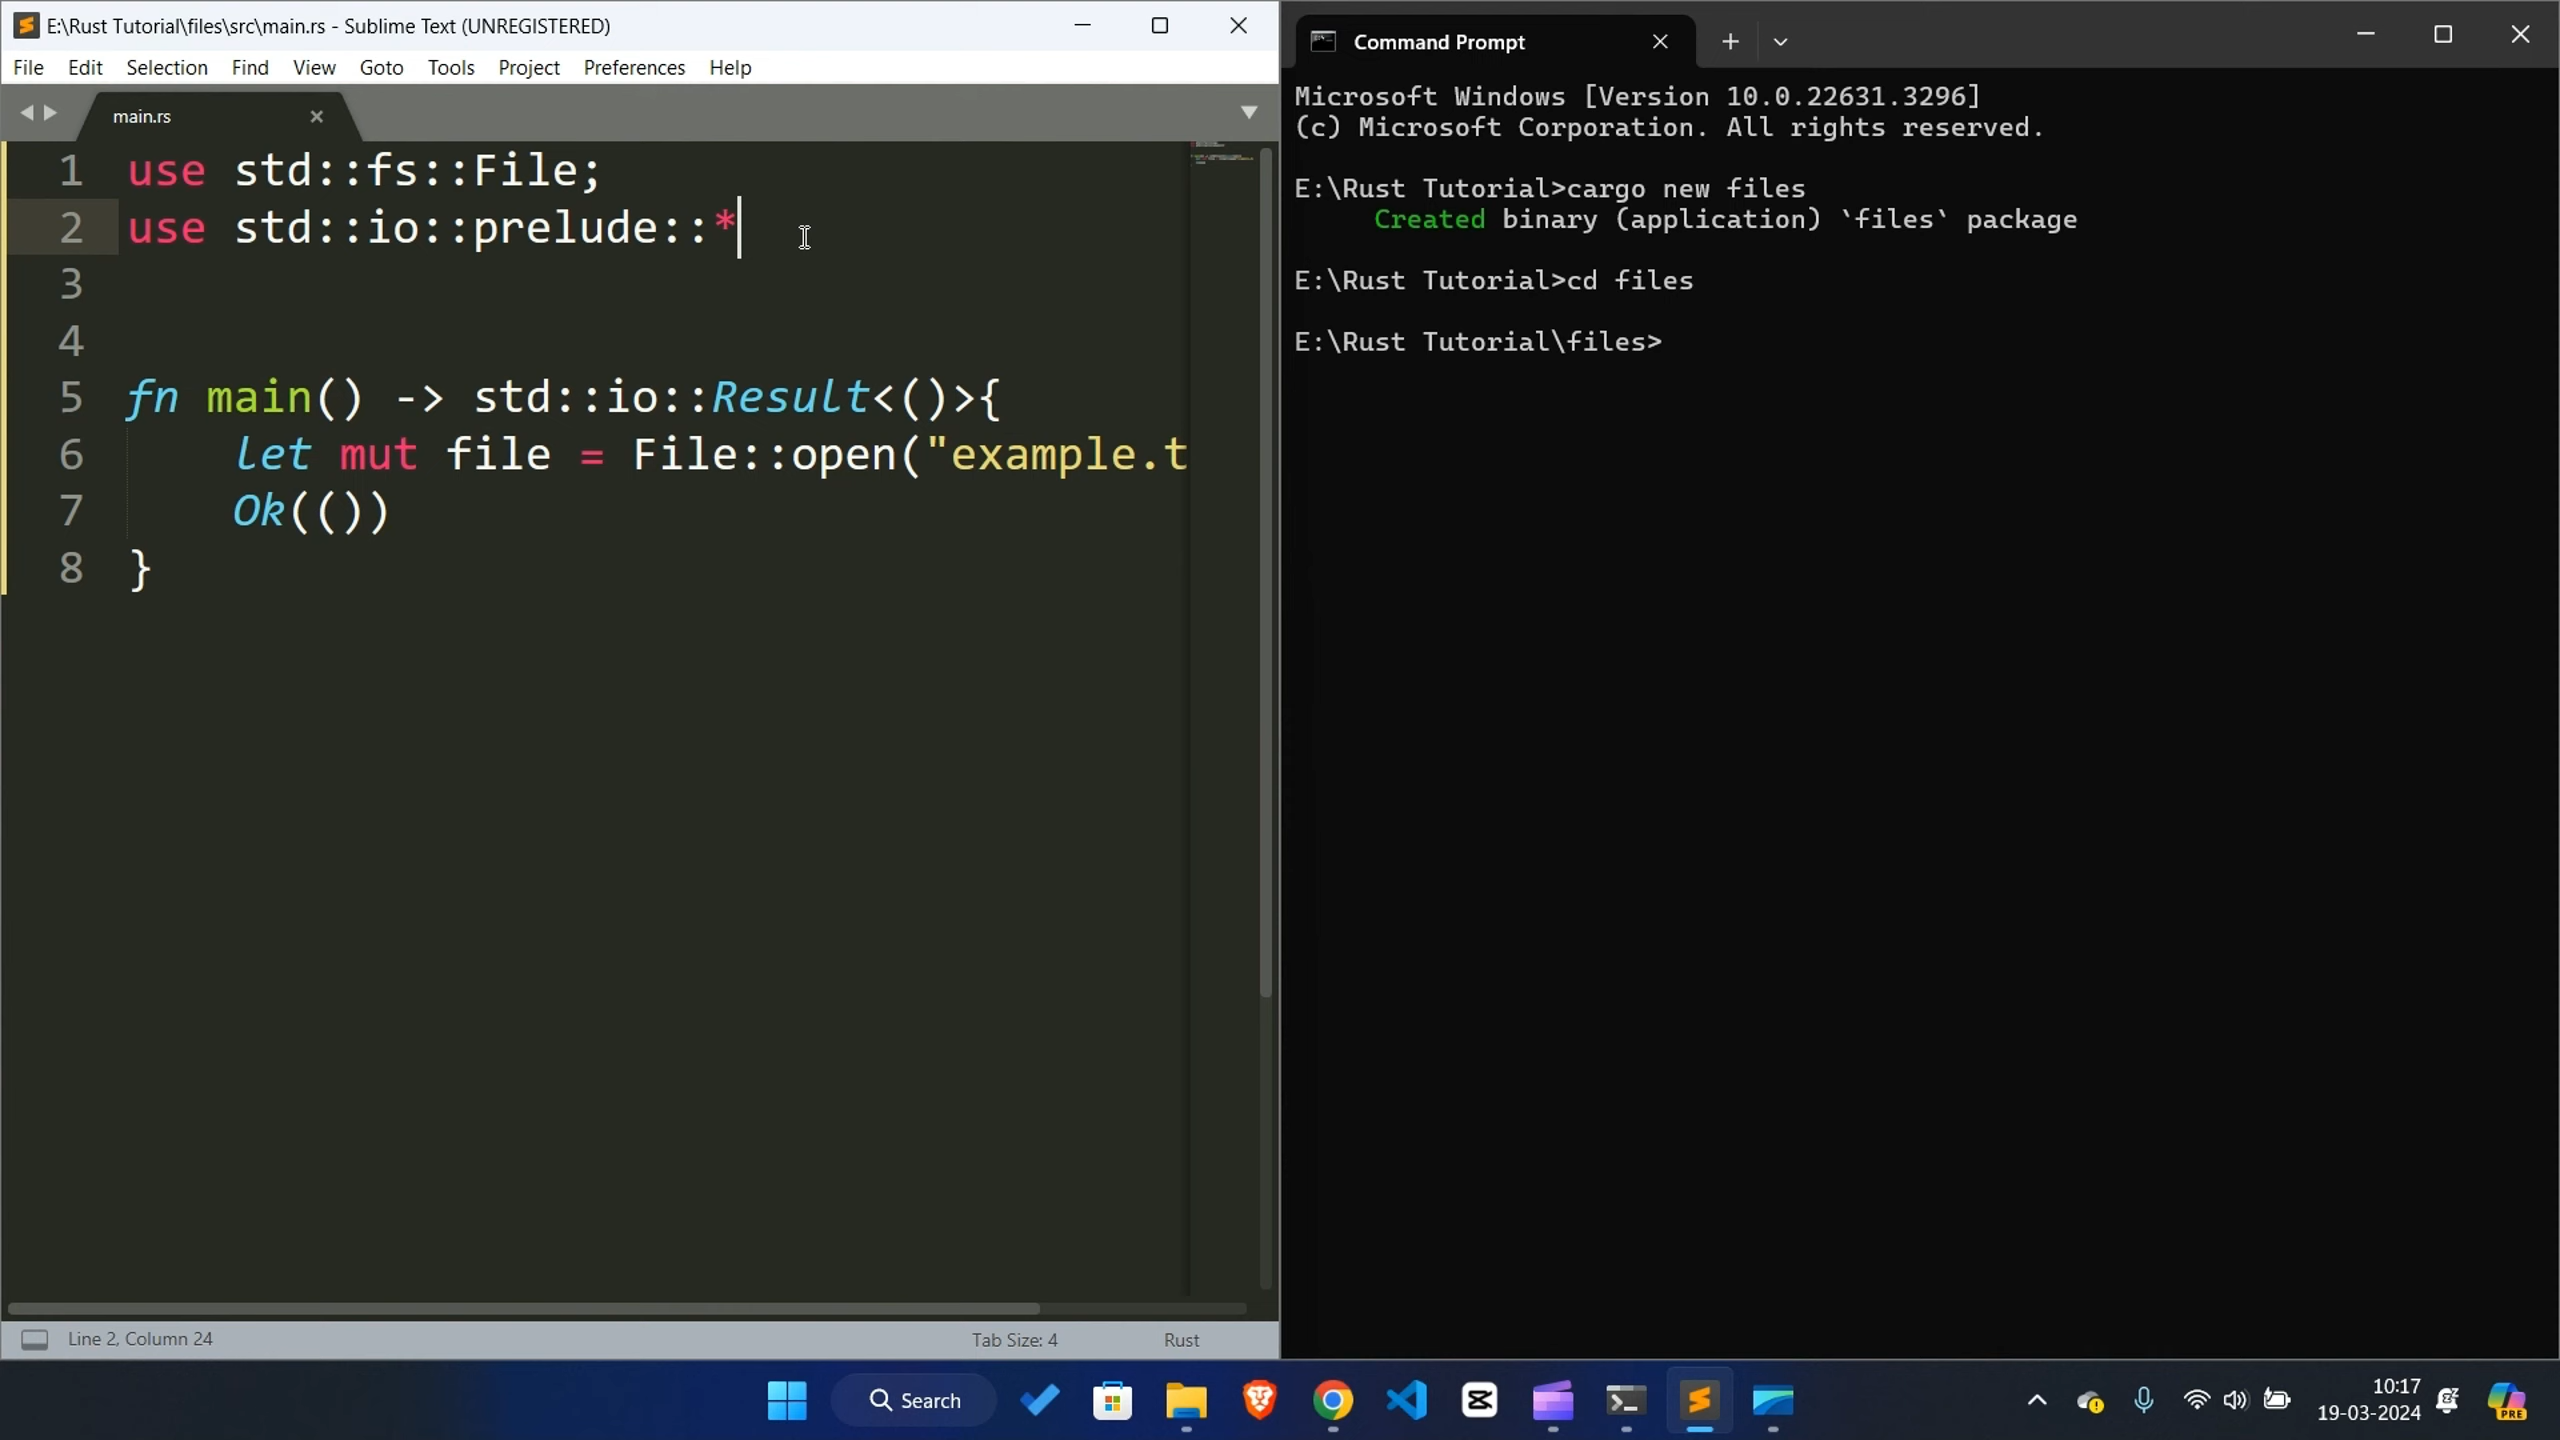 E:\Rust Tutorial\files\src\main.rs - Sublime Text (UNREGISTERED)
File Edit Selection Find View Goto Tools Project Preferences Help
main.rs
1 use std::fs::File;
2 use std::io::prelude::*
3
4
5 fn main() -> std::io::Result<()>{
6 let mut file = File::open("example.t
7 Ok(())
8 }
Line 2, Column 24
Tab Size: 4
Rust
Command Prompt
Microsoft Windows [Version 10.0.22631.3296]
(c) Microsoft Corporation. All rights reserved.
E:\Rust Tutorial>cargo new files
Created binary (application) `files` package
E:\Rust Tutorial>cd files
E:\Rust Tutorial\files>
Search
10:17
19-03-2024
PRE